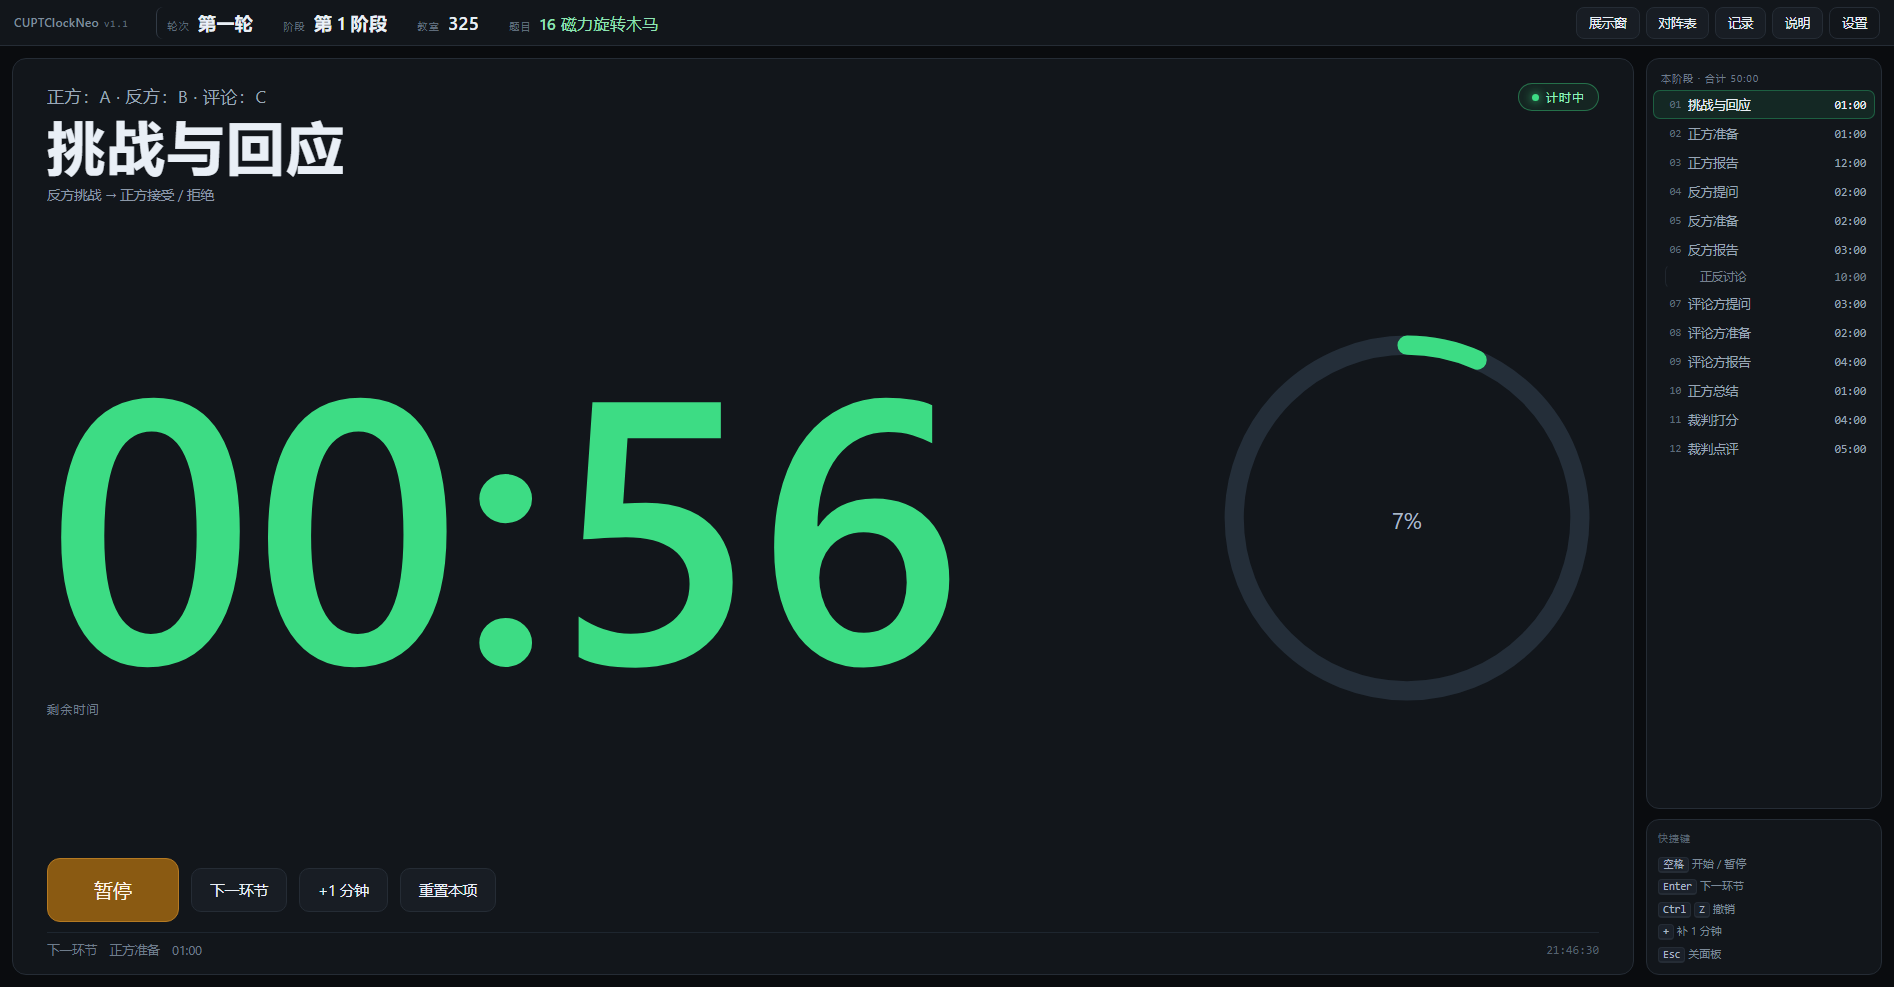 CUPTClockNeo v1.1
轮次 第一轮 阶段 第 1 阶段 教室 325 题目 16 磁力旋转木马
展示窗 对阵表 记录 说明 设置
正方：A · 反方：B · 评论：C
计时中
挑战与回应
反方挑战 → 正方接受 / 拒绝
00:56
剩余时间
7%
暂停 下一环节 +1 分钟 重置本项
下一环节 正方准备 01:00
21:46:30
本阶段 · 合计 50:00
01 挑战与回应 01:00
02 正方准备 01:00
03 正方报告 12:00
04 反方提问 02:00
05 反方准备 02:00
06 反方报告 03:00
正反讨论 10:00
07 评论方提问 03:00
08 评论方准备 02:00
09 评论方报告 04:00
10 正方总结 01:00
11 裁判打分 04:00
12 裁判点评 05:00
快捷键
空格 开始 / 暂停
Enter 下一环节
Ctrl Z 撤销
+ 补 1 分钟
Esc 关面板